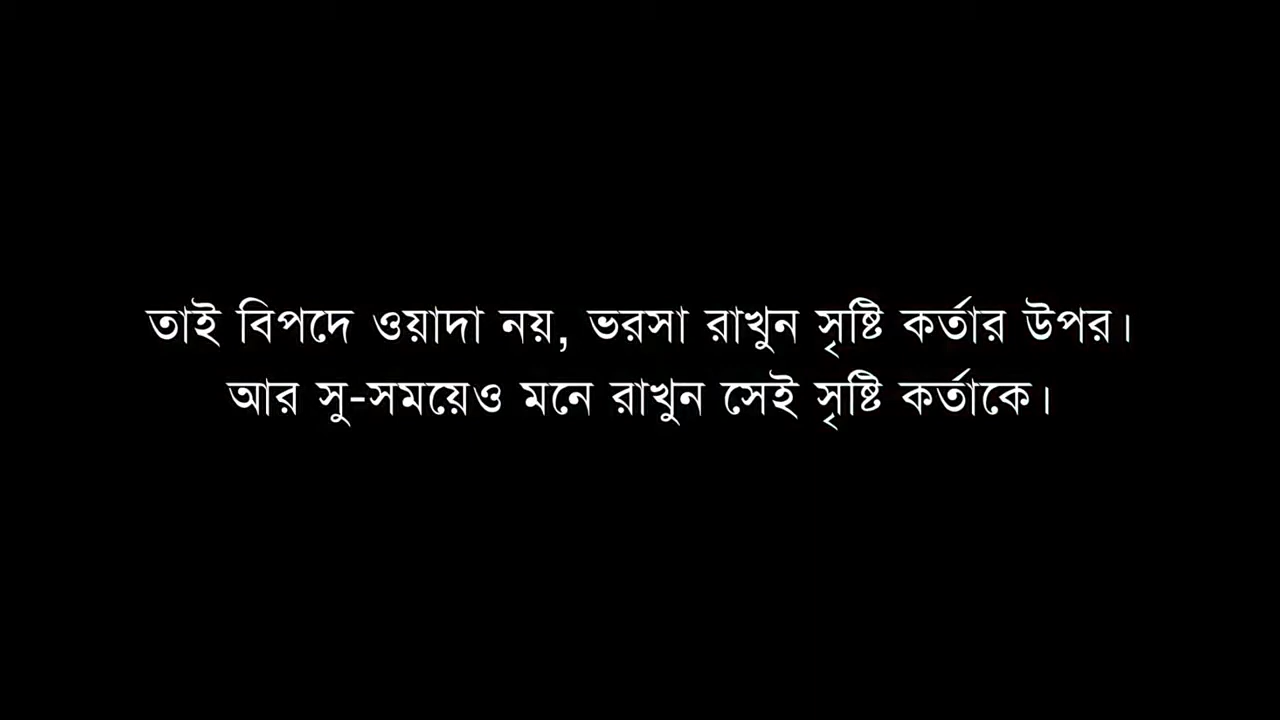 তাই বিপদে ওয়াদা নয়, ভরসা রাখুন সৃষ্টি কর্তার উপর।
আর সু-সময়েও মনে রাখুন সেই সৃষ্টি কর্তাকে।